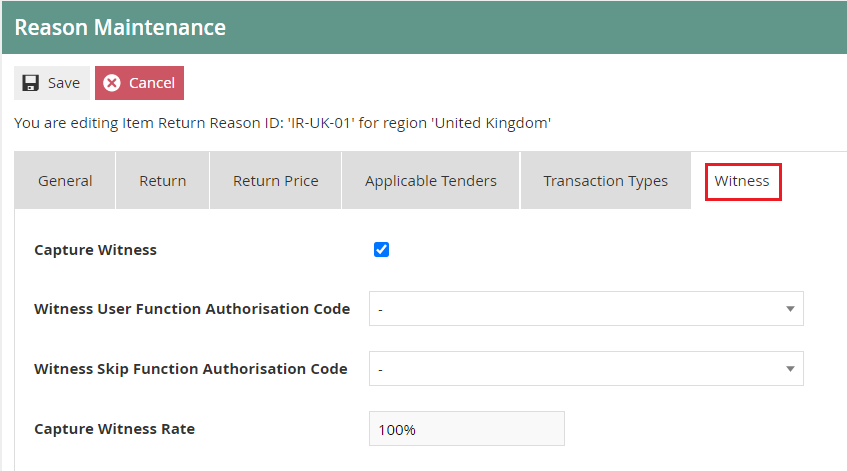 Reason Maintenance
Save Cancel
You are editing Item Return Reason ID: 'IR-UK-01' for region 'United Kingdom'
General Return Return Price Applicable Tenders Transaction Types Witness
Capture Witness
Witness User Function Authorisation Code -
Witness Skip Function Authorisation Code -
Capture Witness Rate 100%